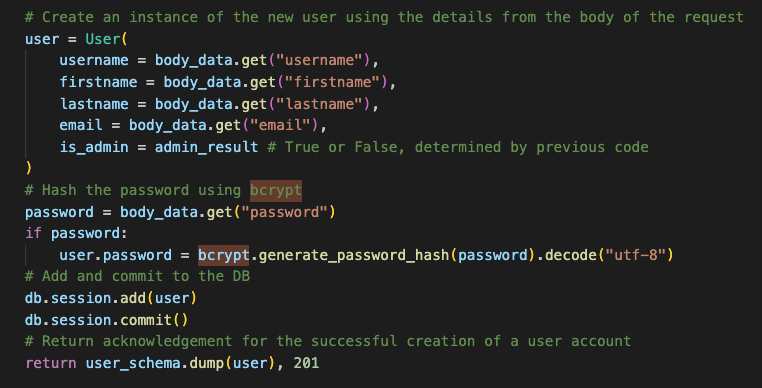 # Create an instance of the new user using the details from the body of the request
user = User(
    username = body_data.get("username"),
    firstname = body_data.get("firstname"),
    lastname = body_data.get("lastname"),
    email = body_data.get("email"),
    is_admin = admin_result # True or False, determined by previous code
)
# Hash the password using bcrypt
password = body_data.get("password")
if password:
    user.password = bcrypt.generate_password_hash(password).decode("utf-8")
# Add and commit to the DB
db.session.add(user)
db.session.commit()
# Return acknowledgement for the successful creation of a user account
return user_schema.dump(user), 201